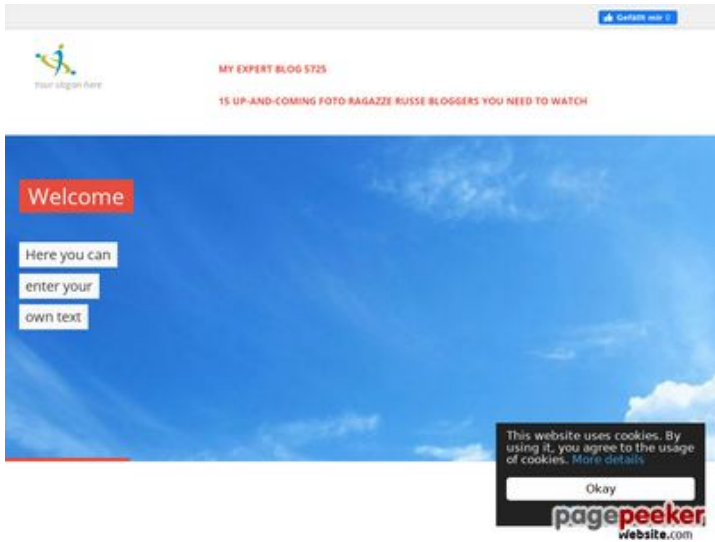 Gefällt mir 0
Your slogan here
MY EXPERT BLOG 5725
15 UP-AND-COMING FOTO RAGAZZE RUSSE BLOGGERS YOU NEED TO WATCH
Welcome
Here you can
enter your
own text
This website uses cookies. By
using it, you agree to the usage
of cookies. More details
Okay
pagepeeker
website.com